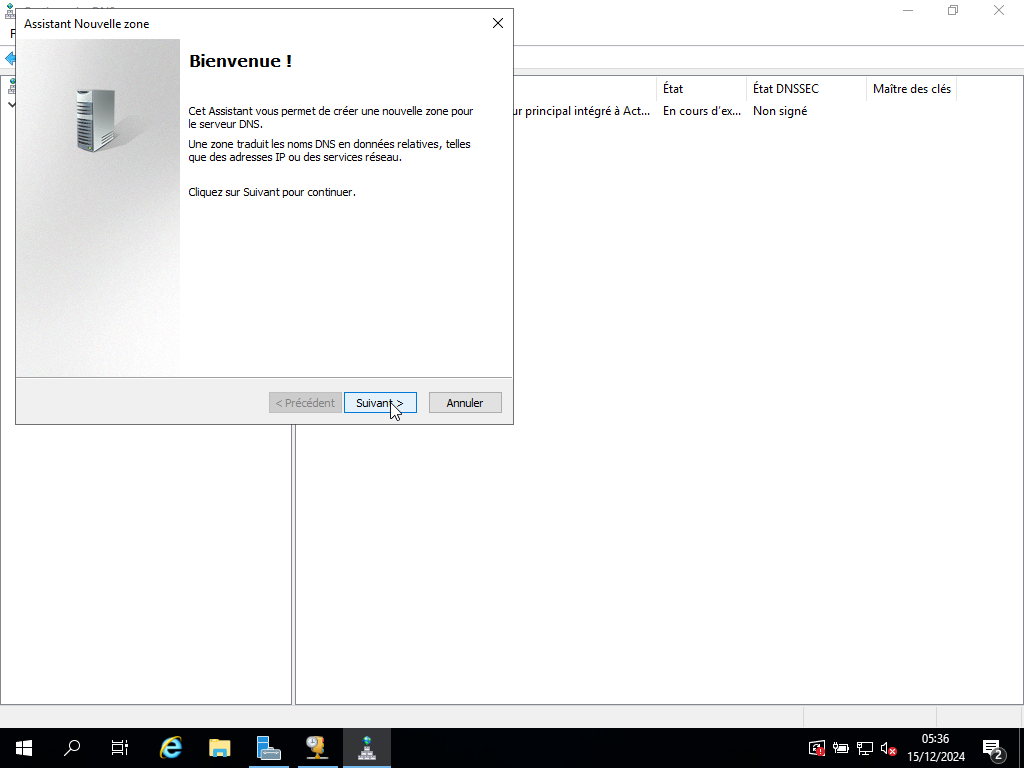 Assistant Nouvelle zone
Bienvenue !
Cet Assistant vous permet de créer une nouvelle zone pour
le serveur DNS.
Une zone traduit les noms DNS en données relatives, telles
que des adresses IP ou des services réseau.
Cliquez sur Suivant pour continuer.
< Précédent
Suivant >
Annuler
État
État DNSSEC
Maître des clés
ur principal intégré à Act...
En cours d'ex...
Non signé
05:36
15/12/2024
2